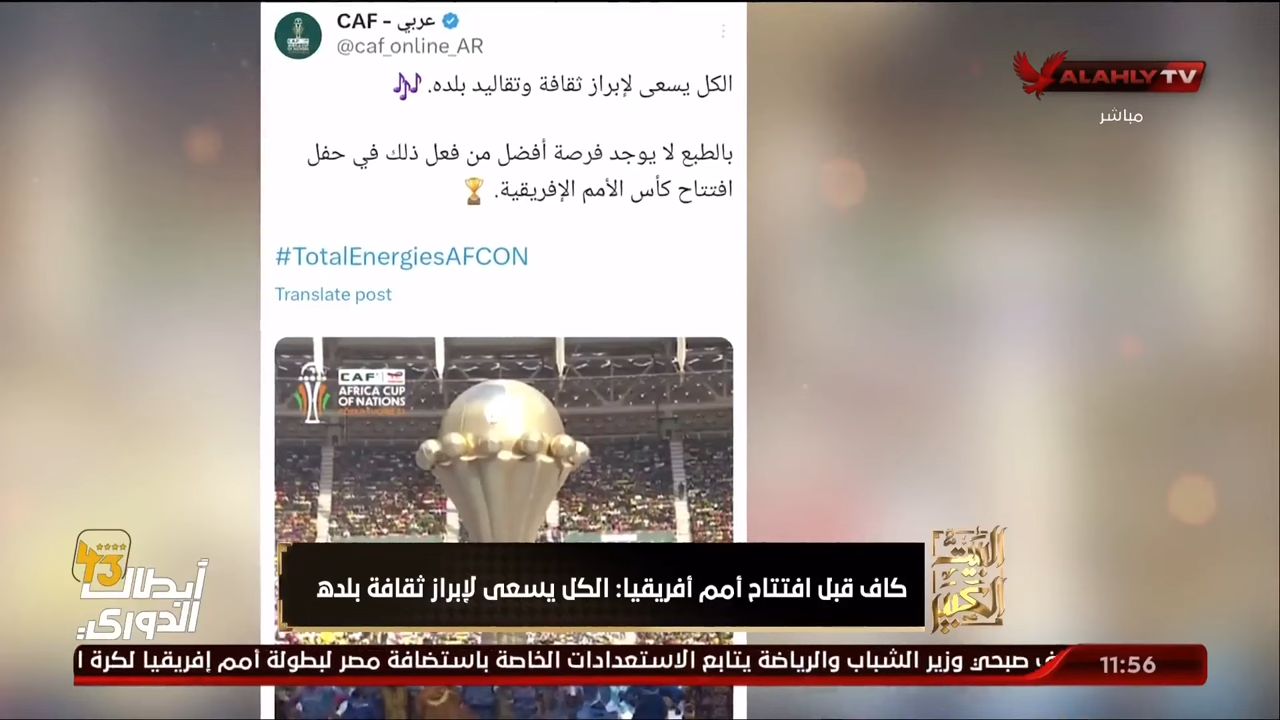 CAF - عربي
@caf_online_AR
الكل يسعى لإبراز ثقافة وتقاليد بلده.
بالطبع لا يوجد فرصة أفضل من فعل ذلك في حفل
افتتاح كأس الأمم الإفريقية.
#TotalEnergiesAFCON
Translate post
ALAHLY TV
مباشر
CAF
AFRICA CUP
OF NATIONS
43
أبطال
الدوري
كاف قبل افتتاح أمم أفريقيا: الكل يسعى لإبراز ثقافة بلده
البيت
الكبير
صبحي وزير الشباب والرياضة يتابع الاستعدادات الخاصة باستضافة مصر لبطولة أمم إفريقيا لكرة
11:56